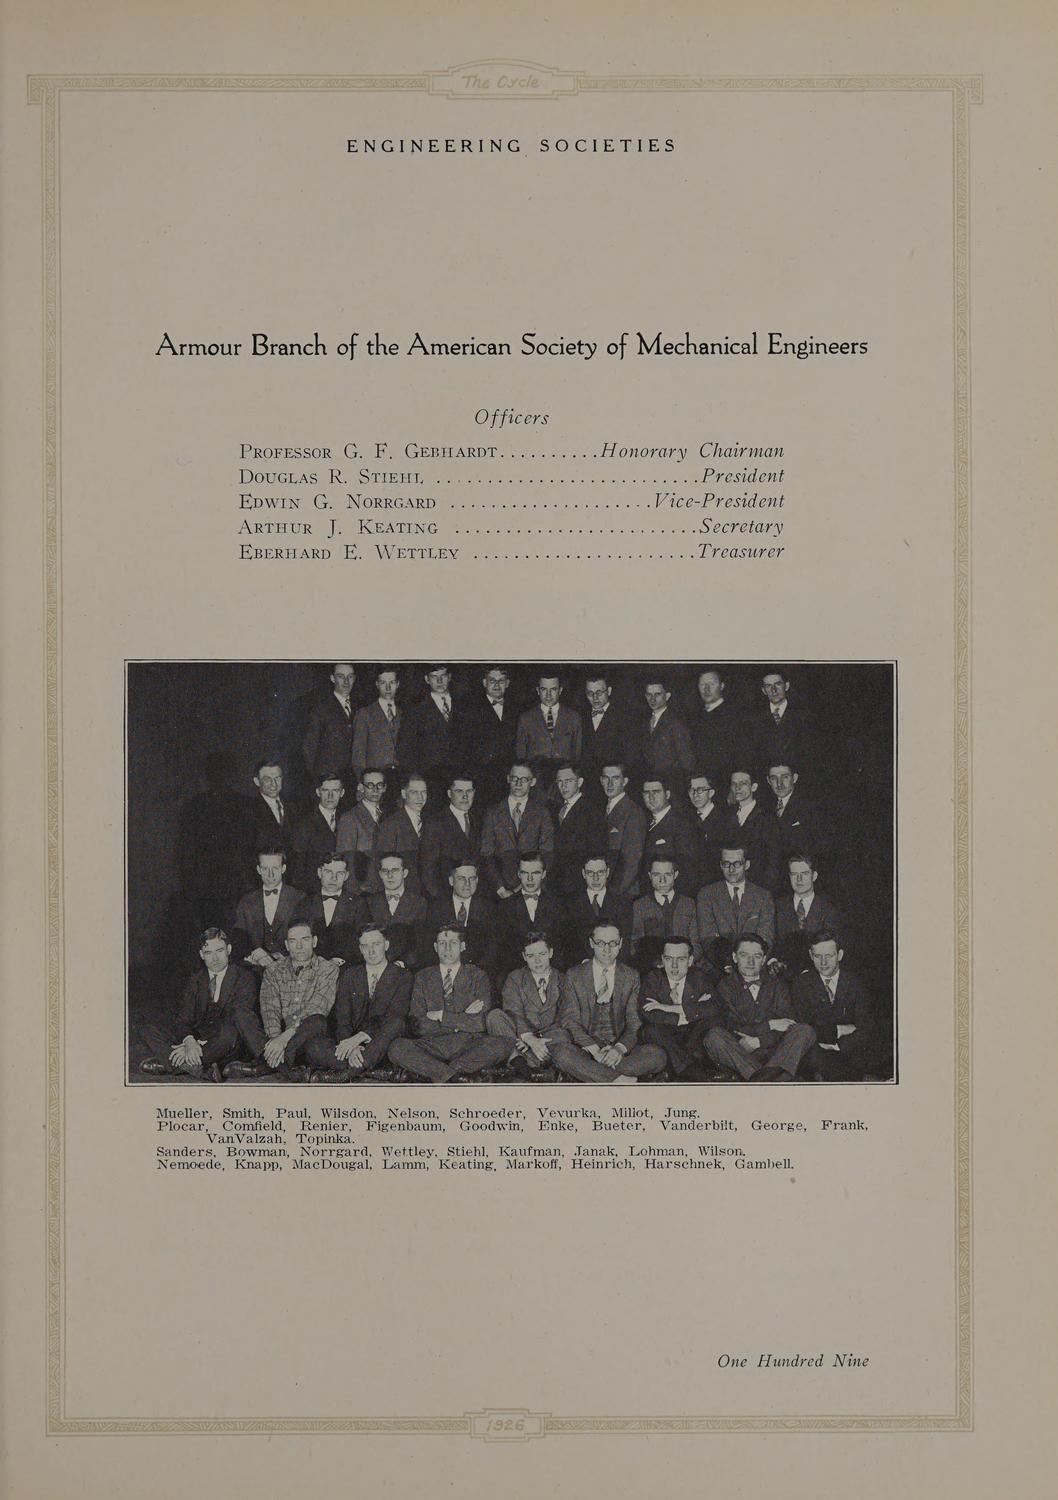 The Cycle
ENGINEERING SOCIETIES
Armour Branch of the American Society of Mechanical Engineers
Officers
PROFESSOR G. F. GEBHARDT..........Honorary Chairman
DOUGLAS R. STIEHL ..........................President
EDWIN G. NORRGARD ....................Vice-President
ARTHUR J. KEATING ........................Secretary
EBERHARD E. WETTLEY ......................Treasurer
Mueller, Smith, Paul, Wilsdon, Nelson, Schroeder, Vevurka, Miliot, Jung.
Plocar, Comfield, Renier, Figenbaum, Goodwin, Enke, Bueter, Vanderbilt, George, Frank,
VanValzah, Topinka.
Sanders, Bowman, Norrgard, Wettley, Stiehl, Kaufman, Janak, Lohman, Wilson.
Nemoede, Knapp, MacDougal, Lamm, Keating, Markoff, Heinrich, Harschnek, Gambell.
One Hundred Nine
1926